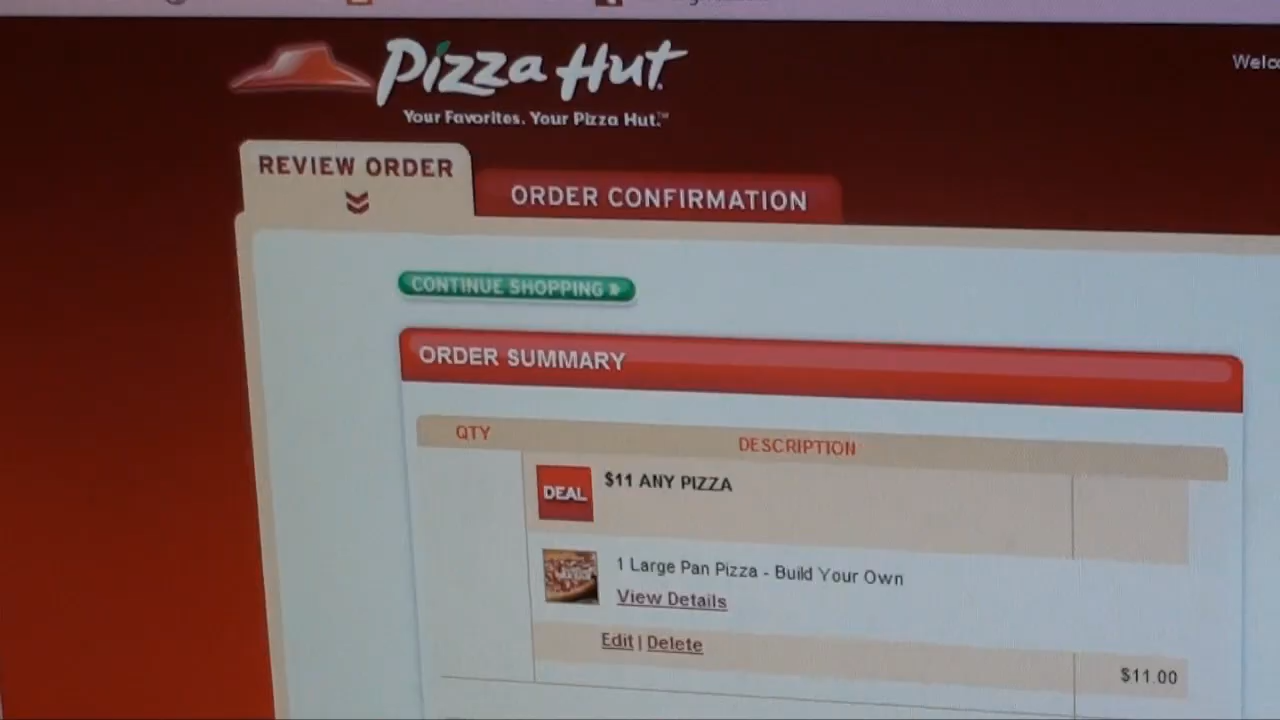 Pizza Hut.
Welco
Your Favorites. Your Pizza Hut.™
REVIEW ORDER
ORDER CONFIRMATION
CONTINUE SHOPPING
ORDER SUMMARY
QTY DESCRIPTION
DEAL $11 ANY PIZZA
1 Large Pan Pizza - Build Your Own
View Details
Edit | Delete
$11.00